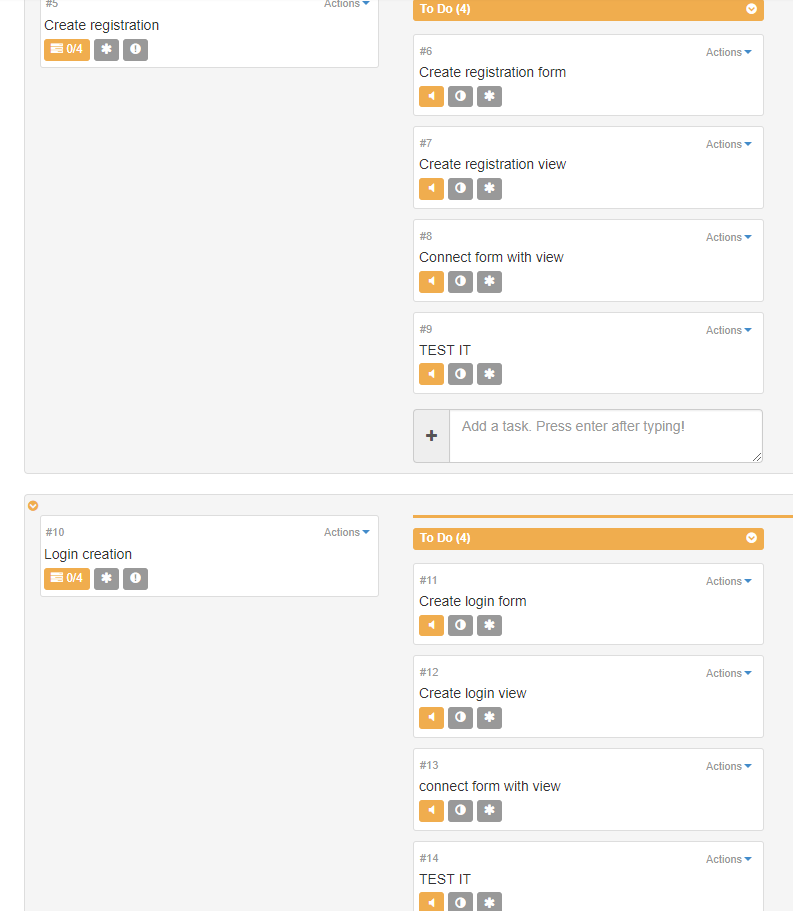 #5
Actions
Create registration
0/4
To Do (4)
#6
Actions
Create registration form
#7
Actions
Create registration view
#8
Actions
Connect form with view
#9
Actions
TEST IT
Add a task. Press enter after typing!
#10
Actions
Login creation
0/4
To Do (4)
#11
Actions
Create login form
#12
Actions
Create login view
#13
Actions
connect form with view
#14
Actions
TEST IT